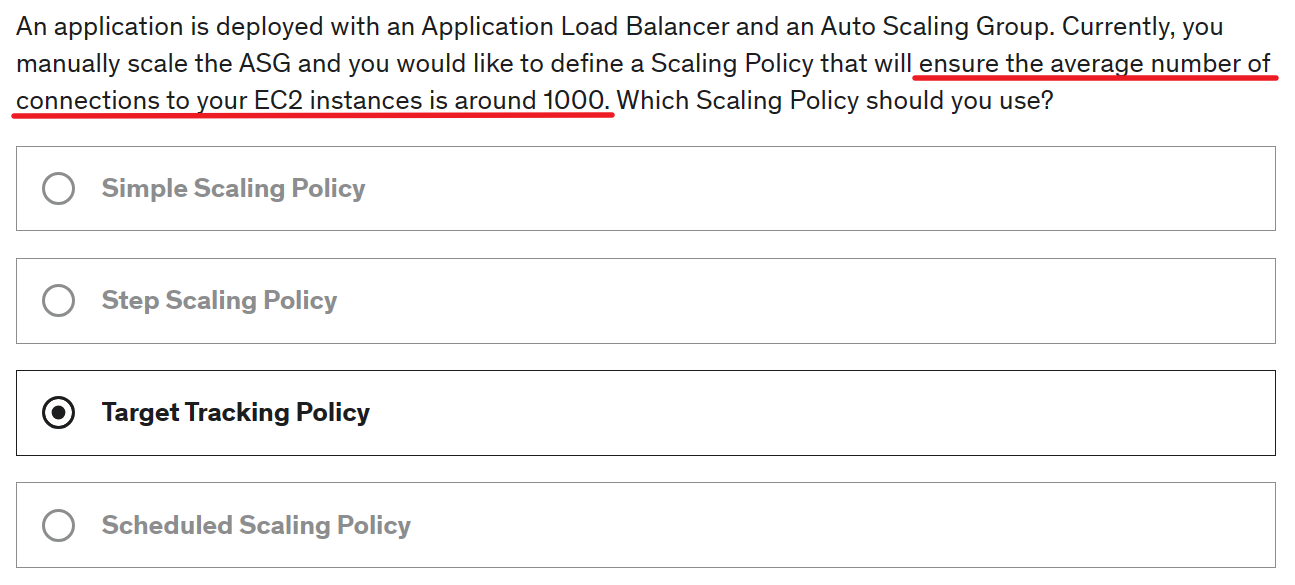 An application is deployed with an Application Load Balancer and an Auto Scaling Group. Currently, you
manually scale the ASG and you would like to define a Scaling Policy that will ensure the average number of
connections to your EC2 instances is around 1000. Which Scaling Policy should you use?
Simple Scaling Policy
Step Scaling Policy
Target Tracking Policy
Scheduled Scaling Policy